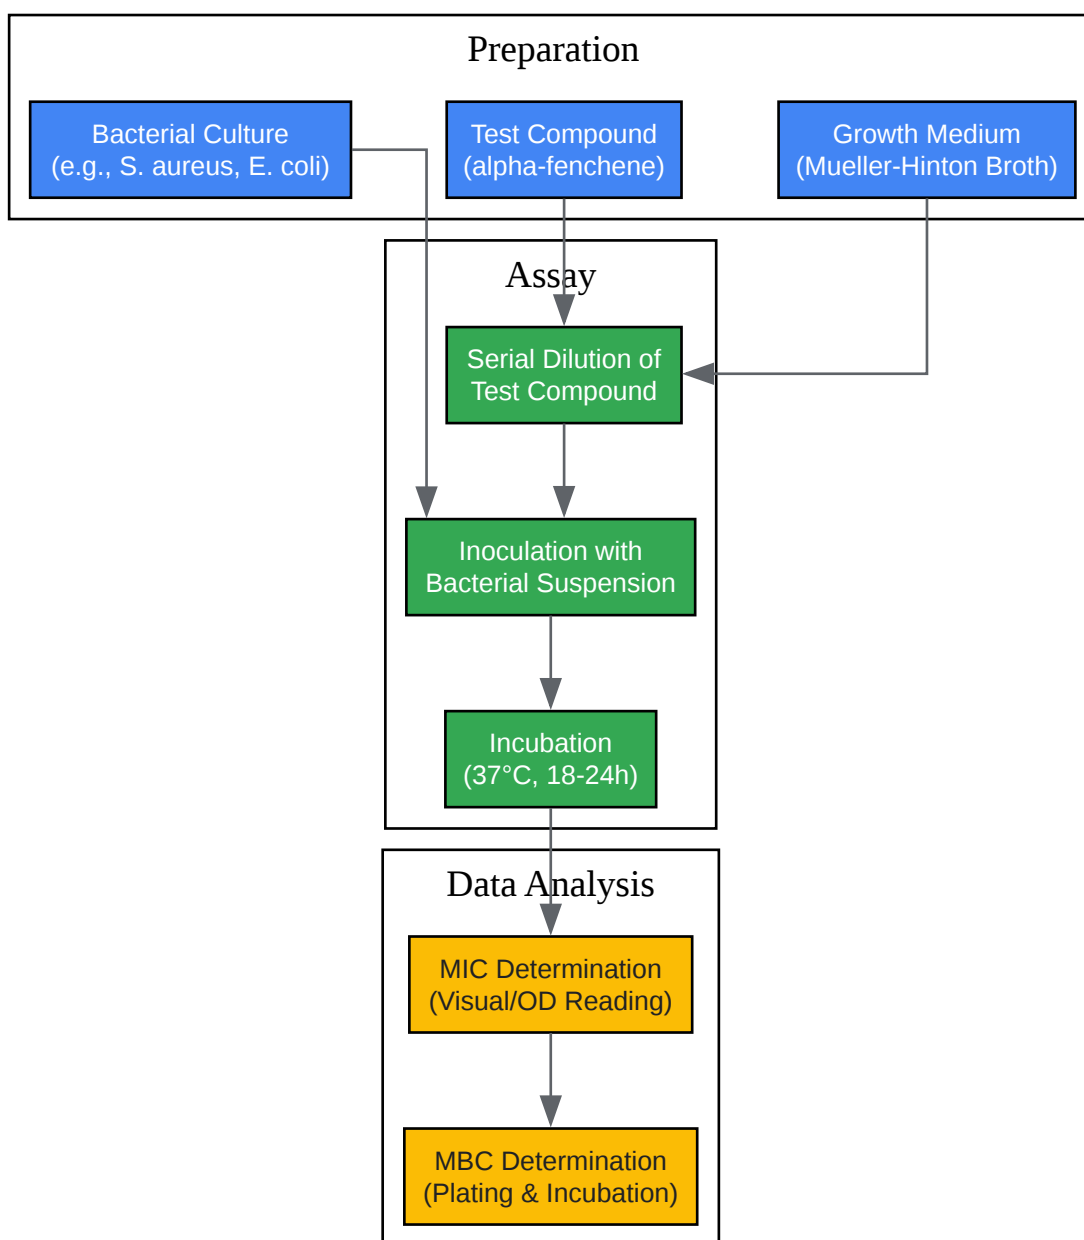 Preparation
Bacterial Culture
(e.g., S. aureus, E. coli)
Test Compound
(alpha-fenchene)
Growth Medium
(Mueller-Hinton Broth)
Assay
Serial Dilution of
Test Compound
Inoculation with
Bacterial Suspension
Incubation
(37°C, 18-24h)
Data Analysis
MIC Determination
(Visual/OD Reading)
MBC Determination
(Plating & Incubation)